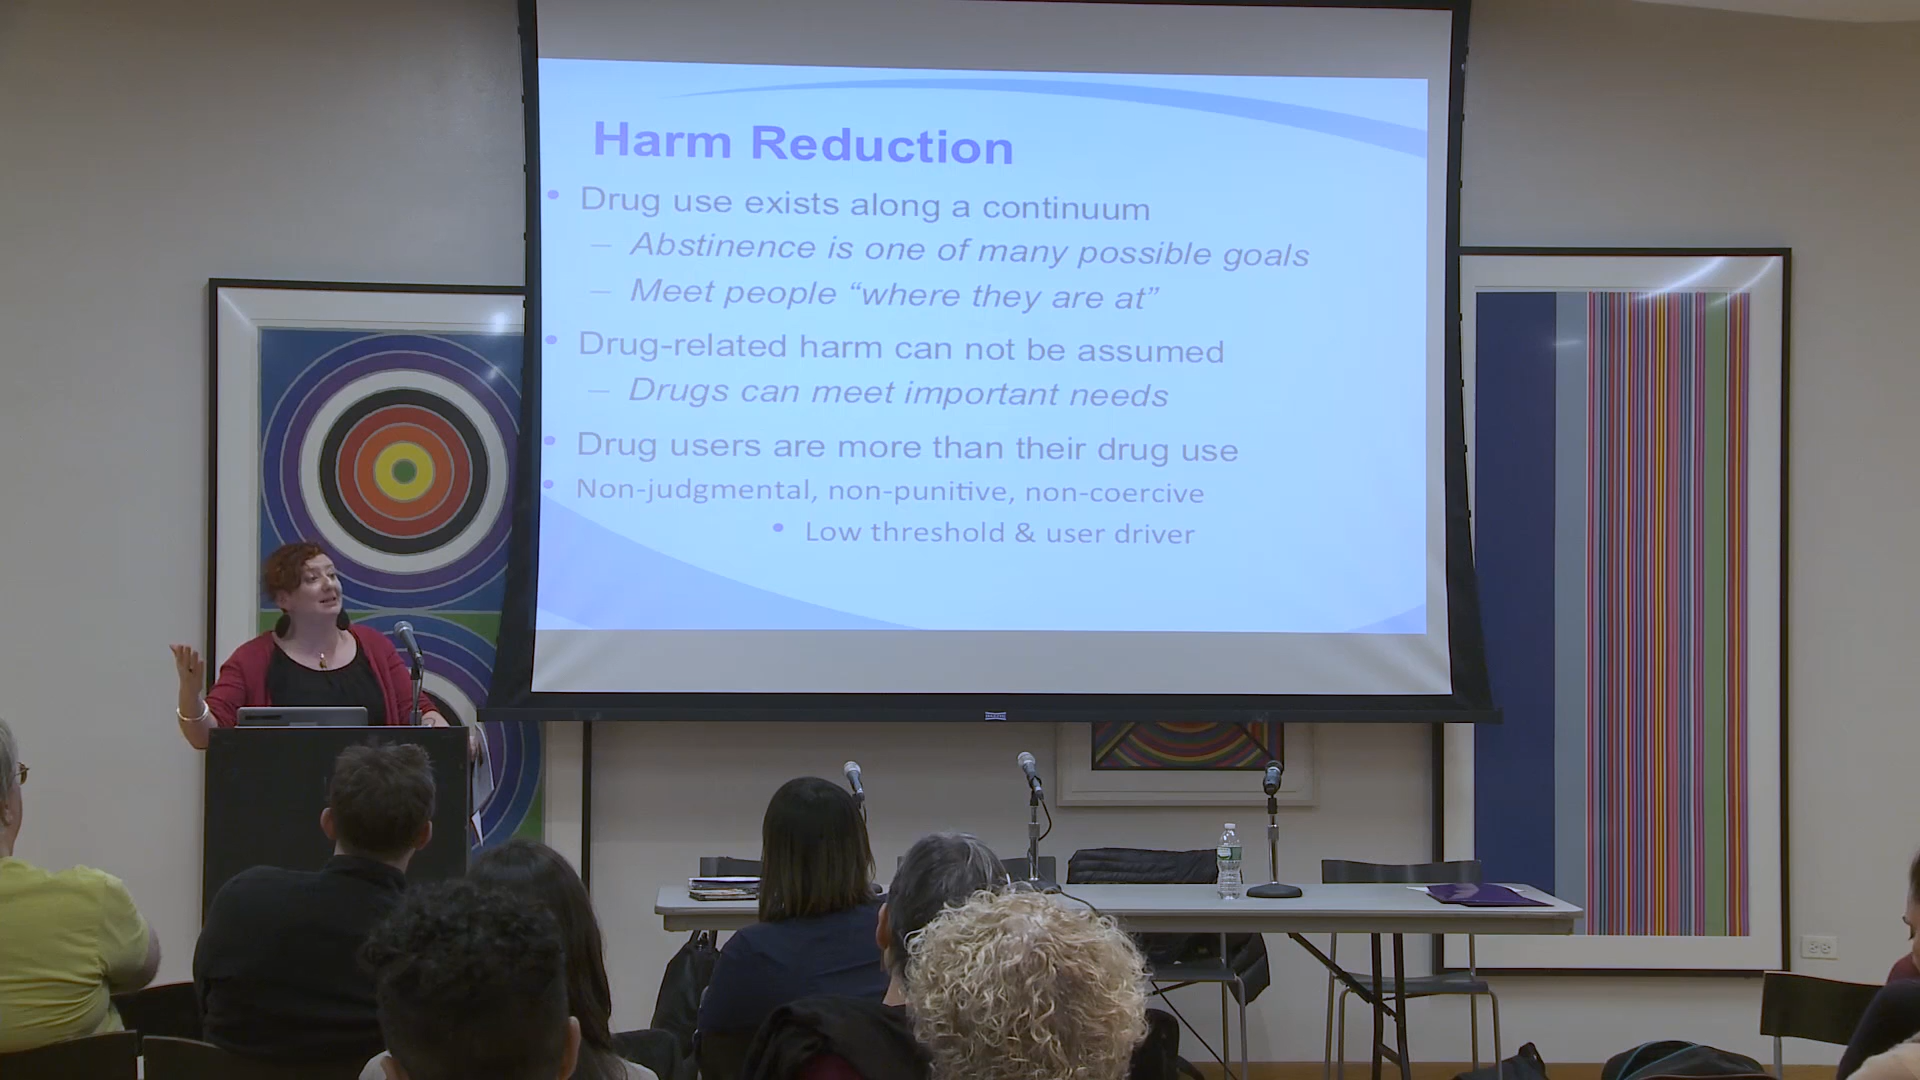 Harm Reduction
• Drug use exists along a continuum
– Abstinence is one of many possible goals
– Meet people “where they are at”
• Drug-related harm can not be assumed
– Drugs can meet important needs
• Drug users are more than their drug use
• Non-judgmental, non-punitive, non-coercive
• Low threshold & user driver